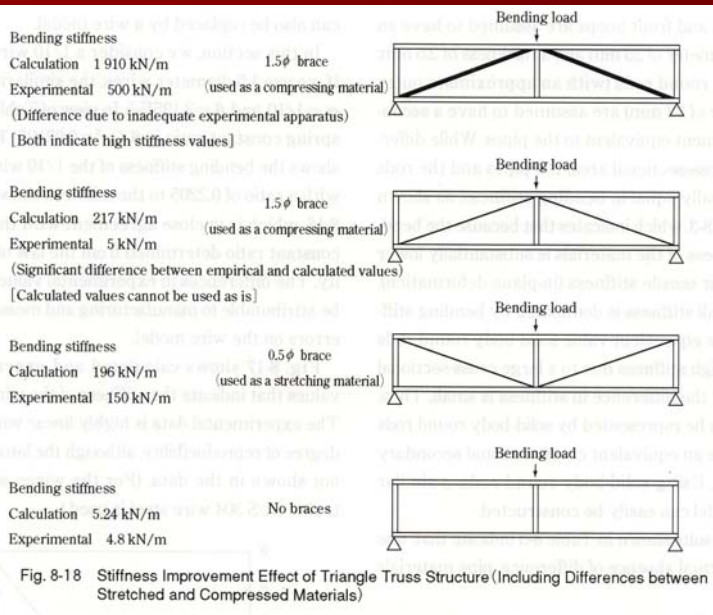 Bending load
Bending stiffness
Calculation 1 910 kN/m
1.5ϕ brace
Experimental 500 kN/m
(used as a compressing material)
(Difference due to inadequate experimental apparatus)
[Both indicate high stiffness values]
Bending load
Bending stiffness
1.5ϕ brace
Calculation 217 kN/m
(used as a compressing material)
Experimental 5 kN/m
(Significant difference between empirical and calculated values)
[Calculated values cannot be used as is]
Bending load
Bending stiffness
0.5ϕ brace
Calculation 196 kN/m
(used as a stretching material)
Experimental 150 kN/m
Bending load
Bending stiffness
No braces
Calculation 5.24 kN/m
Experimental 4.8 kN/m
Fig. 8-18 Stiffness Improvement Effect of Triangle Truss Structure (Including Differences between
Stretched and Compressed Materials)